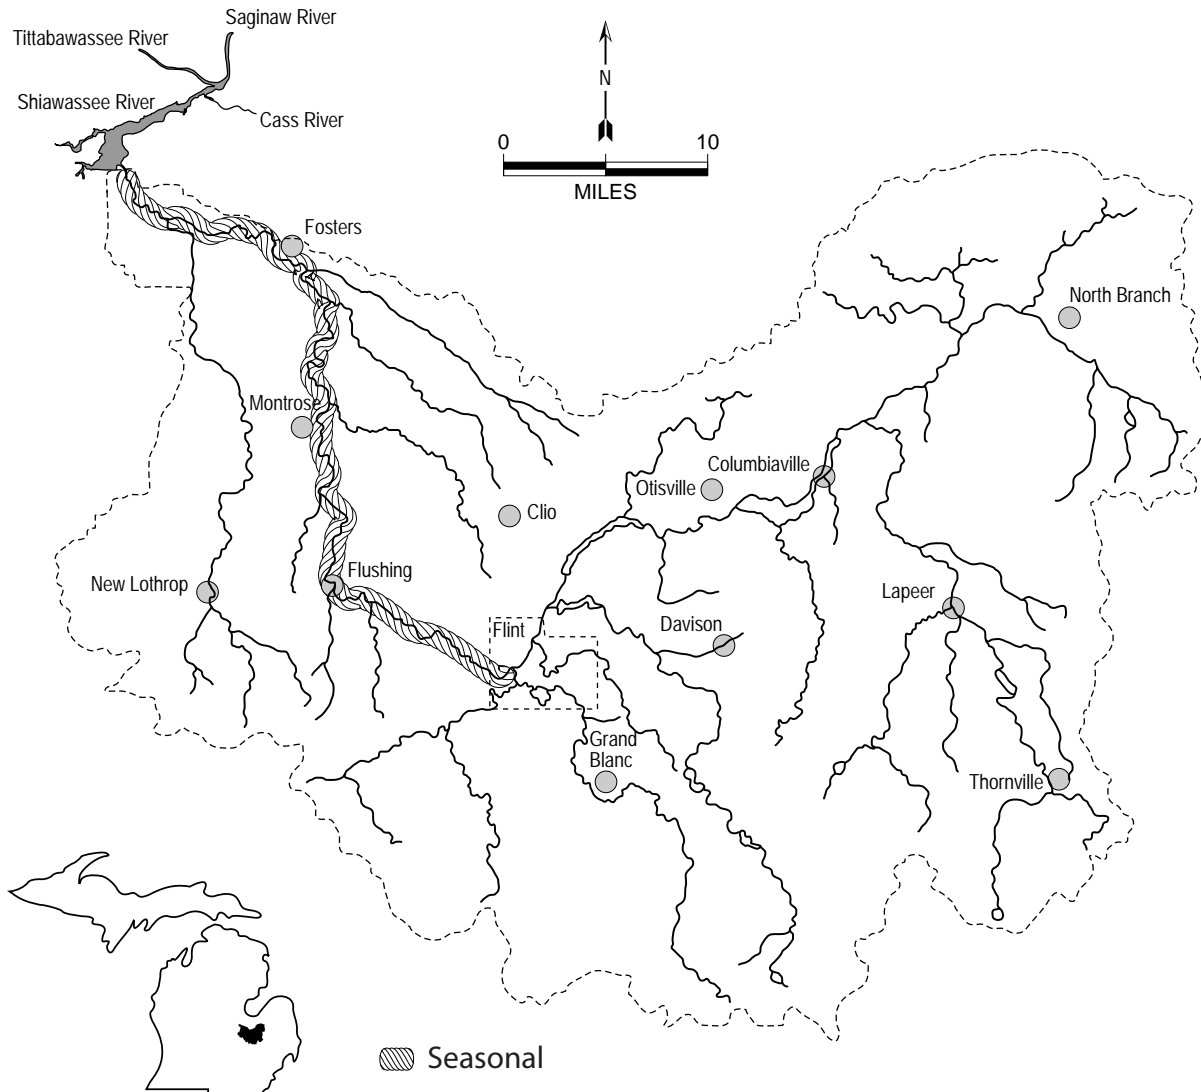 Saginaw River
Tittabawassee River
Shiawassee River
Cass River
N
0 10
MILES
Fosters
North Branch
Montrose
Columbiaville
Otisville
Clio
New Lothrop
Flushing
Lapeer
Flint
Davison
Grand
Blanc
Thornville
Seasonal